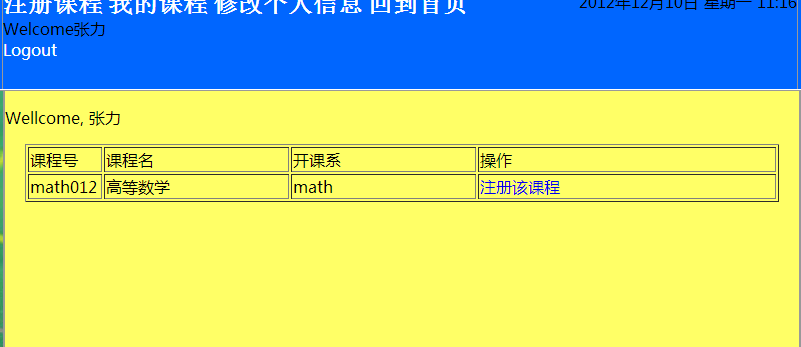 注册课程 我的课程 修改个人信息 回到首页 2012年12月10日 星期一 11:16
Welcome张力
Logout
Wellcome, 张力
课程号 课程名 开课系 操作
math012 高等数学 math 注册该课程